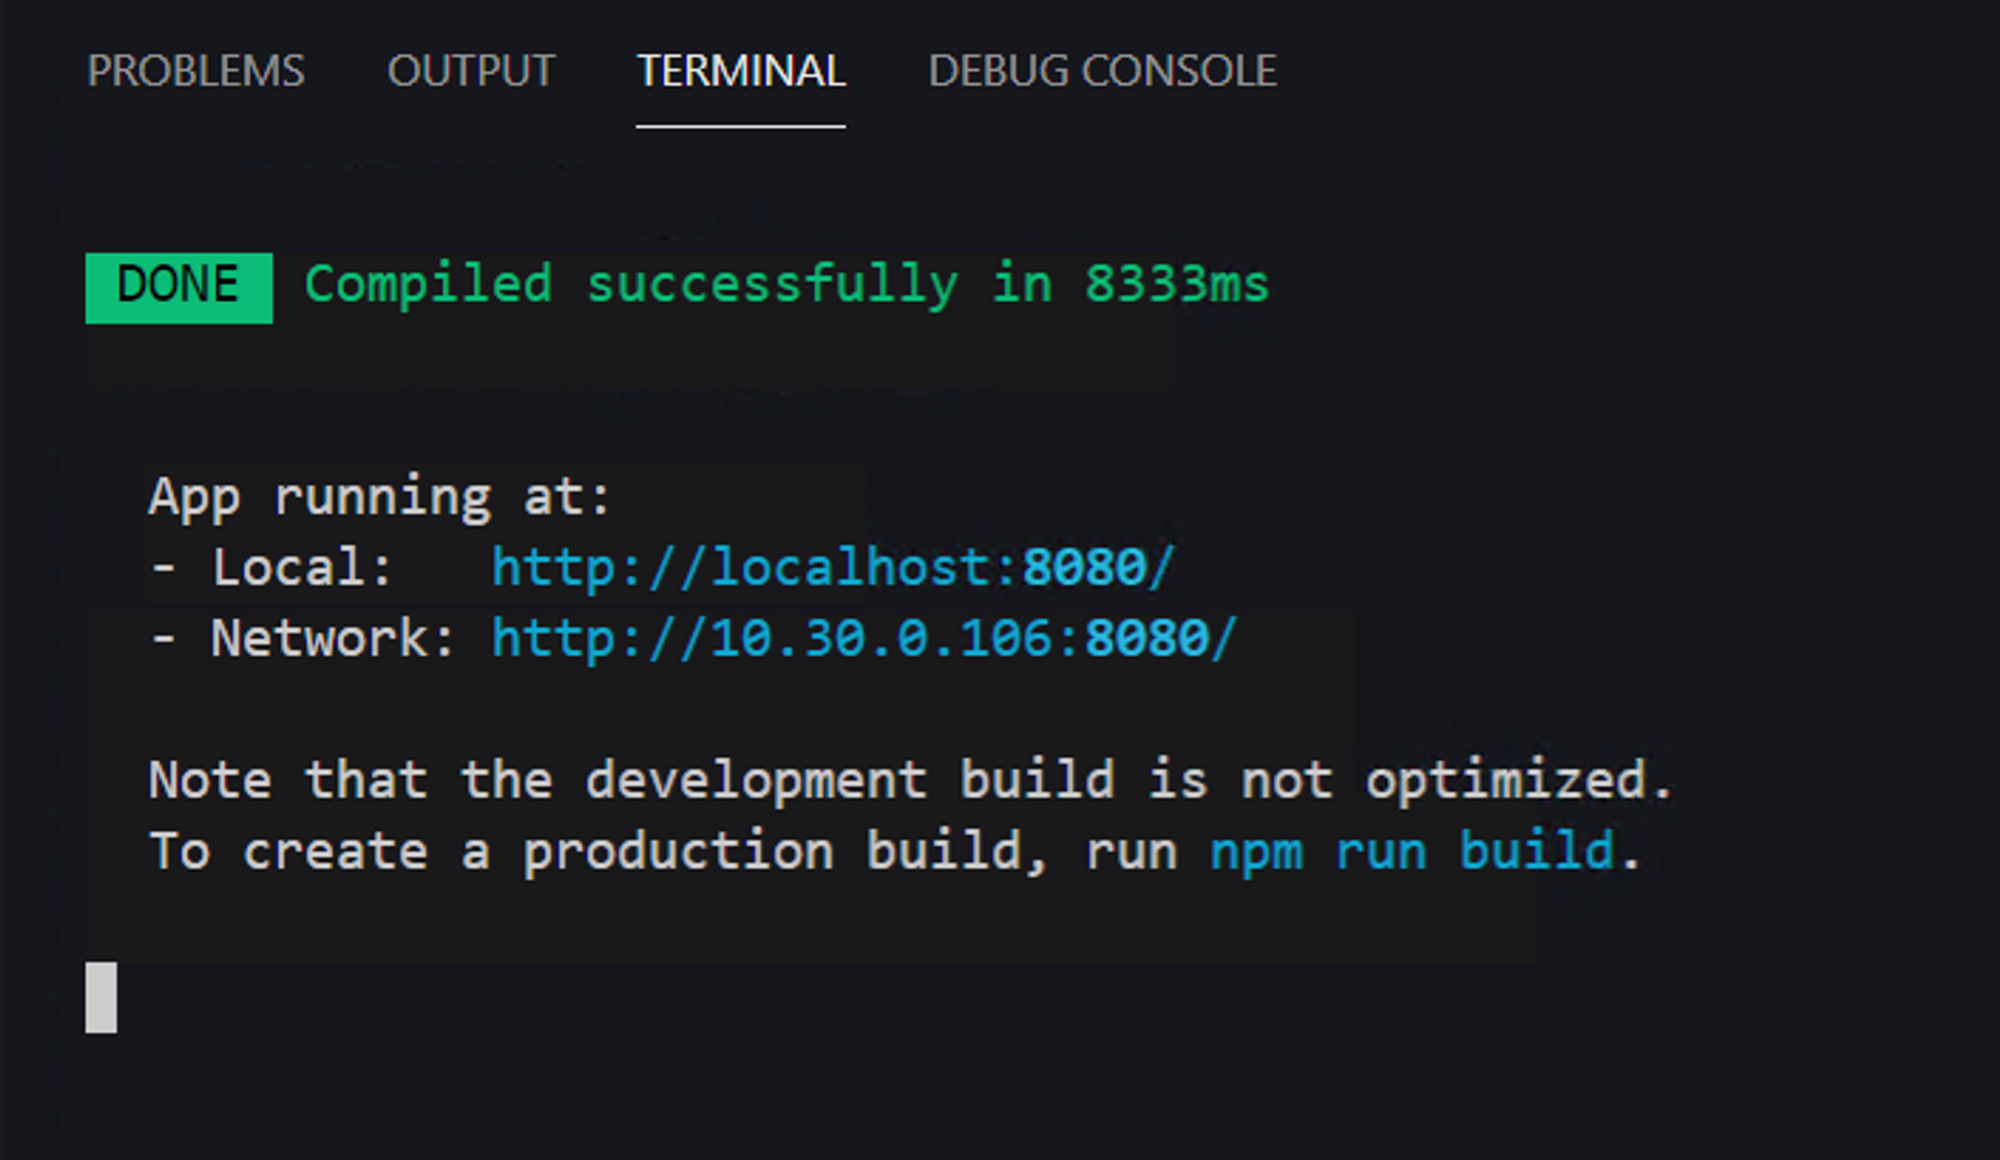 PROBLEMS OUTPUT TERMINAL DEBUG CONSOLE
DONE Compiled successfully in 8333ms
App running at:
- Local: http://localhost:8080/
- Network: http://10.30.0.106:8080/
Note that the development build is not optimized.
To create a production build, run npm run build.